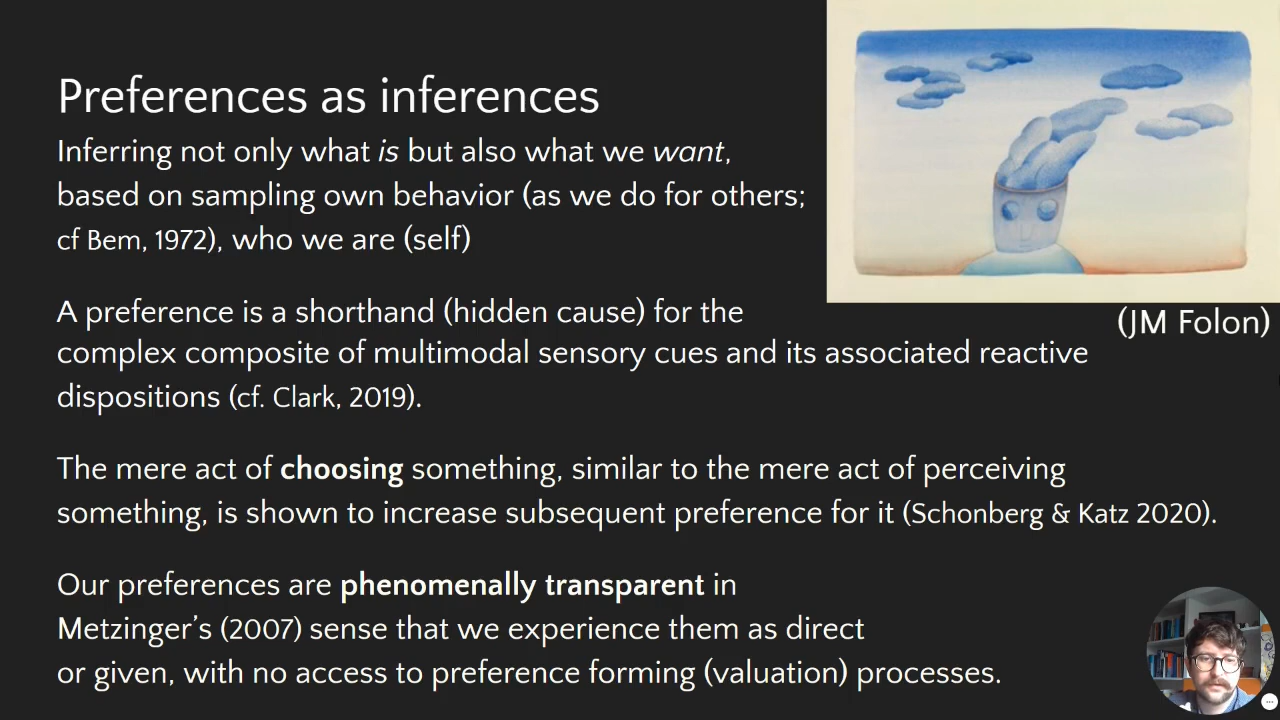 Preferences as inferences
Inferring not only what is but also what we want,
based on sampling own behavior (as we do for others;
cf Bem, 1972), who we are (self)
(JM Folon)
A preference is a shorthand (hidden cause) for the
complex composite of multimodal sensory cues and its associated reactive
dispositions (cf. Clark, 2019).
The mere act of choosing something, similar to the mere act of perceiving
something, is shown to increase subsequent preference for it (Schonberg & Katz 2020).
Our preferences are phenomenally transparent in
Metzinger’s (2007) sense that we experience them as direct
or given, with no access to preference forming (valuation) processes.